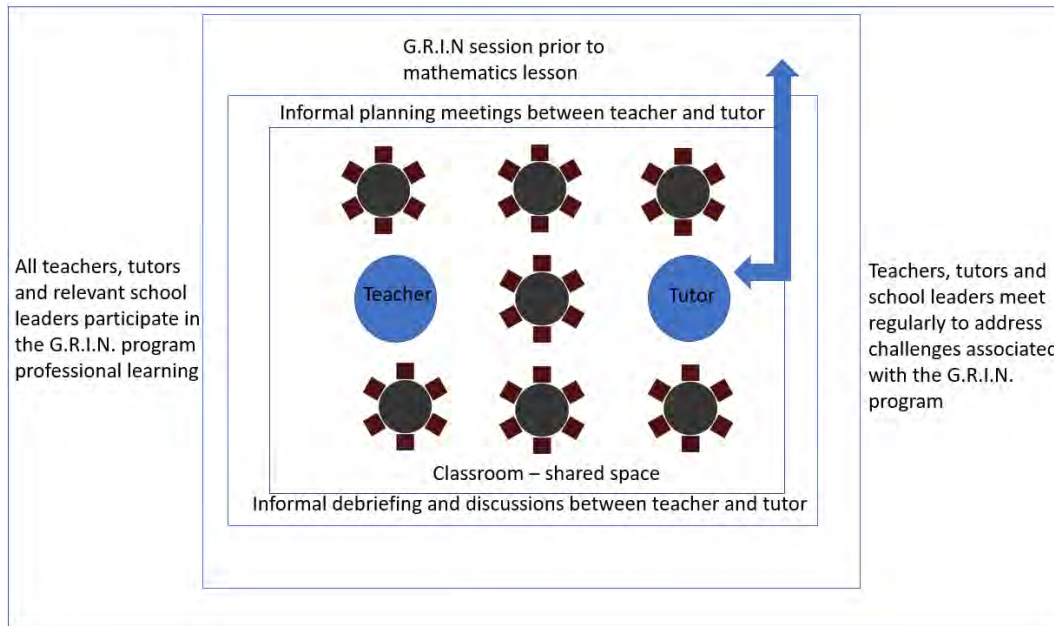 G.R.I.N session prior to
mathematics lesson
Informal planning meetings between teacher and tutor
All teachers, tutors
and relevant school
leaders participate in
the G.R.I.N. program
professional learning
Teacher
Tutor
Teachers, tutors and
school leaders meet
regularly to address
challenges associated
with the G.R.I.N.
program
Classroom – shared space
Informal debriefing and discussions between teacher and tutor